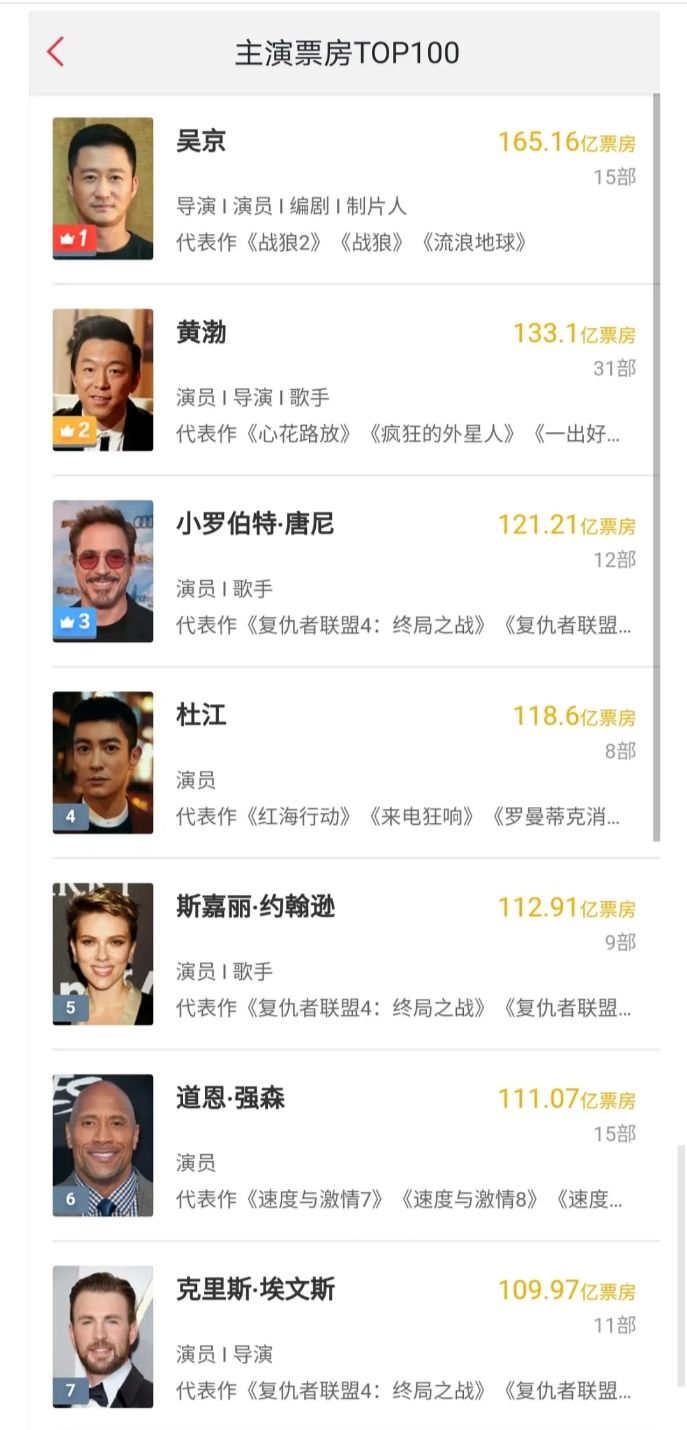 主演票房TOP100
吴京
165.16亿票房
15部
导演 | 演员 | 编剧 | 制片人
代表作《战狼2》《战狼》《流浪地球》
1
黄渤
133.1亿票房
31部
演员 | 导演 | 歌手
代表作《心花路放》《疯狂的外星人》《一出好...
2
小罗伯特·唐尼
121.21亿票房
12部
演员 | 歌手
代表作《复仇者联盟4：终局之战》《复仇者联盟...
3
杜江
118.6亿票房
8部
演员
代表作《红海行动》《来电狂响》《罗曼蒂克消...
4
斯嘉丽·约翰逊
112.91亿票房
9部
演员 | 歌手
代表作《复仇者联盟4：终局之战》《复仇者联盟...
5
道恩·强森
111.07亿票房
15部
演员
代表作《速度与激情7》《速度与激情8》《速度...
6
克里斯·埃文斯
109.97亿票房
11部
演员 | 导演
代表作《复仇者联盟4：终局之战》《复仇者联盟...
7